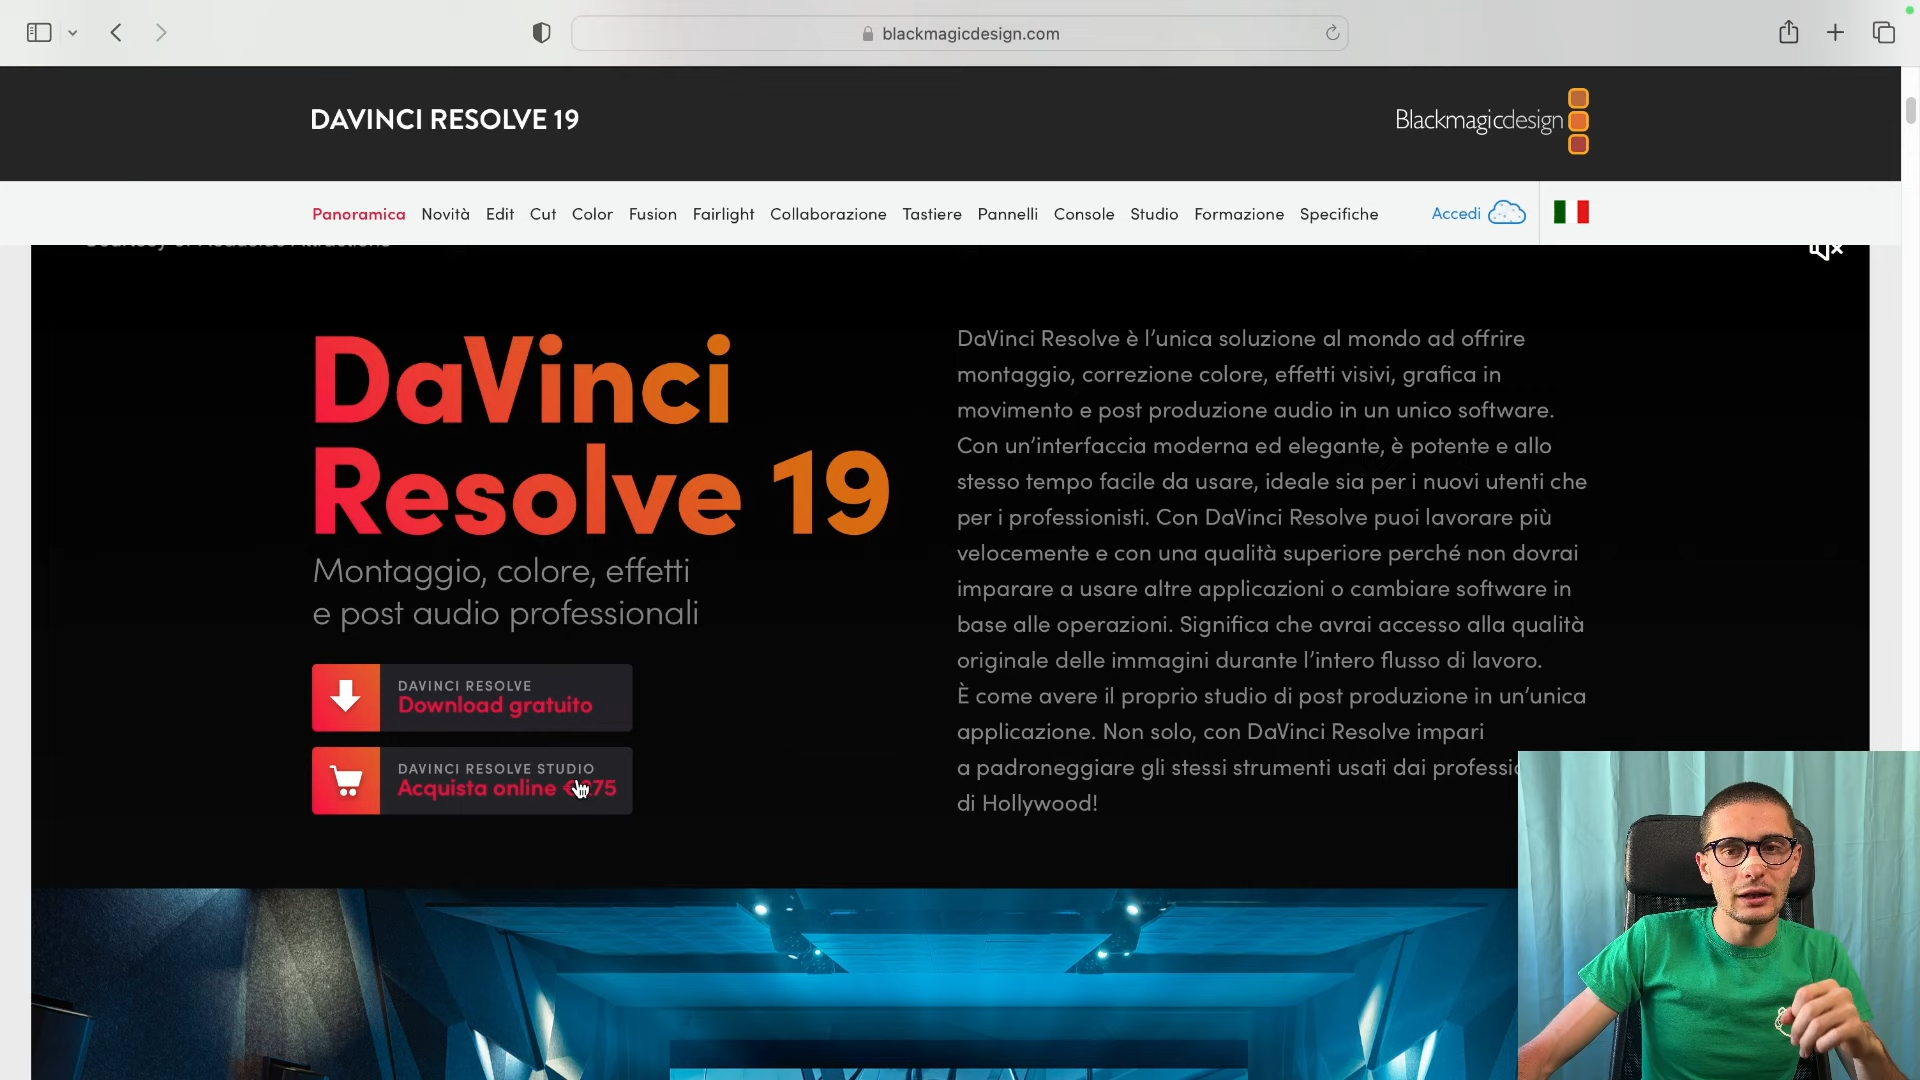 blackmagicdesign.com
DAVINCI RESOLVE 19
Blackmagicdesign
Panoramica Novità Edit Cut Color Fusion Fairlight Collaborazione Tastiere Pannelli Console Studio Formazione Specifiche Accedi
DaVinci
Resolve 19
Montaggio, colore, effetti
e post audio professionali
DAVINCI RESOLVE
Download gratuito
DAVINCI RESOLVE STUDIO
Acquista online
DaVinci Resolve è l'unica soluzione al mondo ad offrire
montaggio, correzione colore, effetti visivi, grafica in
movimento e post produzione audio in un unico software.
Con un'interfaccia moderna ed elegante, è potente e allo
stesso tempo facile da usare, ideale sia per i nuovi utenti che
per i professionisti. Con DaVinci Resolve puoi lavorare più
velocemente e con una qualità superiore perché non dovrai
imparare a usare altre applicazioni o cambiare software in
base alle operazioni. Significa che avrai accesso alla qualità
originale delle immagini durante l'intero flusso di lavoro.
È come avere il proprio studio di post produzione in un'unica
applicazione. Non solo, con DaVinci Resolve impari
a padroneggiare gli stessi strumenti usati dai
di Hollywood!